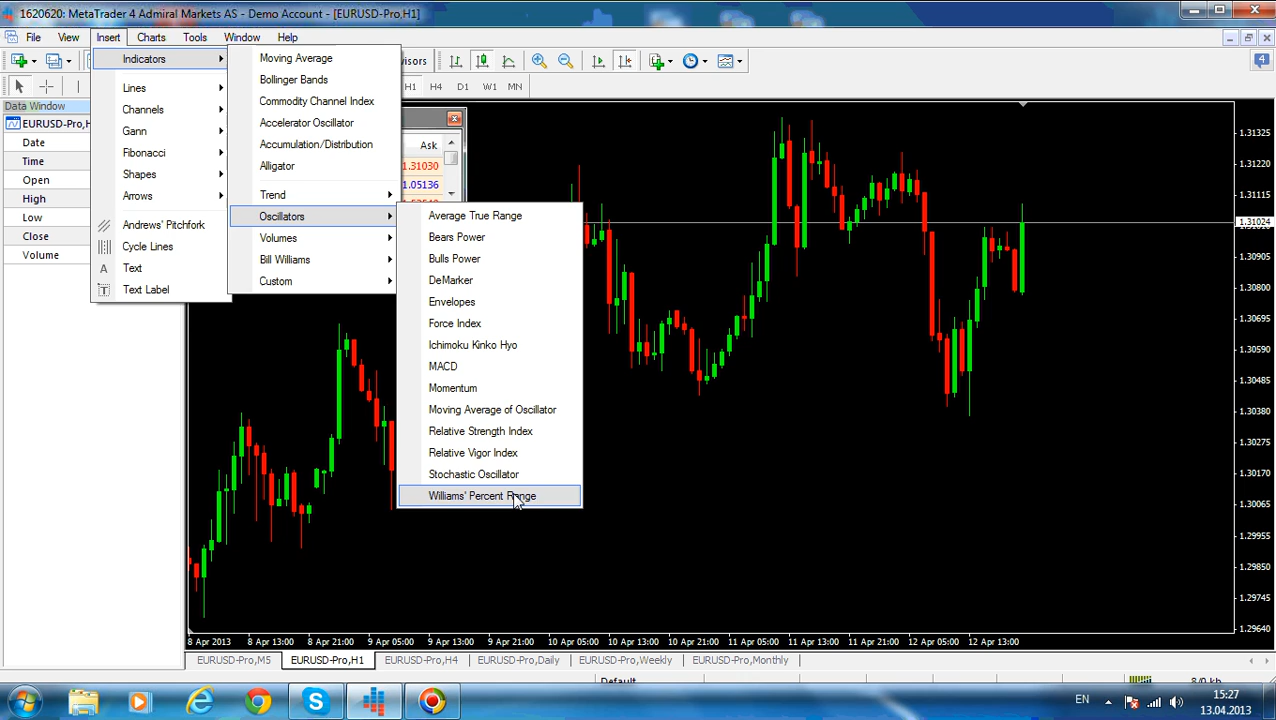 1620620: MetaTrader 4 Admiral Markets AS - Demo Account - [EURUSD-Pro,H1]
File View Insert Charts Tools Window Help
Indicators
Lines
Channels
Gann
Fibonacci
Shapes
Arrows
Andrews' Pitchfork
Cycle Lines
A Text
T Text Label
Moving Average
Bollinger Bands
Commodity Channel Index
Accelerator Oscillator
Accumulation/Distribution
Alligator
Trend
Oscillators
Volumes
Bill Williams
Custom
Average True Range
Bears Power
Bulls Power
DeMarker
Envelopes
Force Index
Ichimoku Kinko Hyo
MACD
Momentum
Moving Average of Oscillator
Relative Strength Index
Relative Vigor Index
Stochastic Oscillator
Williams' Percent Range
4
H1 H4 D1 W1 MN
Data Window
EURUSD-Pro,H
Date
Time
Open
High
Low
Close
Volume
Ask
1.31030
1.05136
1.31325
1.31220
1.31115
1.31024
1.30905
1.30800
1.30695
1.30590
1.30485
1.30380
1.30275
1.30170
1.30065
1.29955
1.29850
1.29745
1.29640
8 Apr 2013 8 Apr 13:00 8 Apr 21:00 9 Apr 05:00 9 Apr 13:00 9 Apr 21:00 10 Apr 05:00 10 Apr 13:00 10 Apr 21:00 11 Apr 05:00 11 Apr 13:00 11 Apr 21:00 12 Apr 05:00 12 Apr 13:00
EURUSD-Pro,M5 EURUSD-Pro,H1 EURUSD-Pro,H4 EURUSD-Pro,Daily EURUSD-Pro,Weekly EURUSD-Pro,Monthly
Default 8/0 kb
EN
15:27
13.04.2013